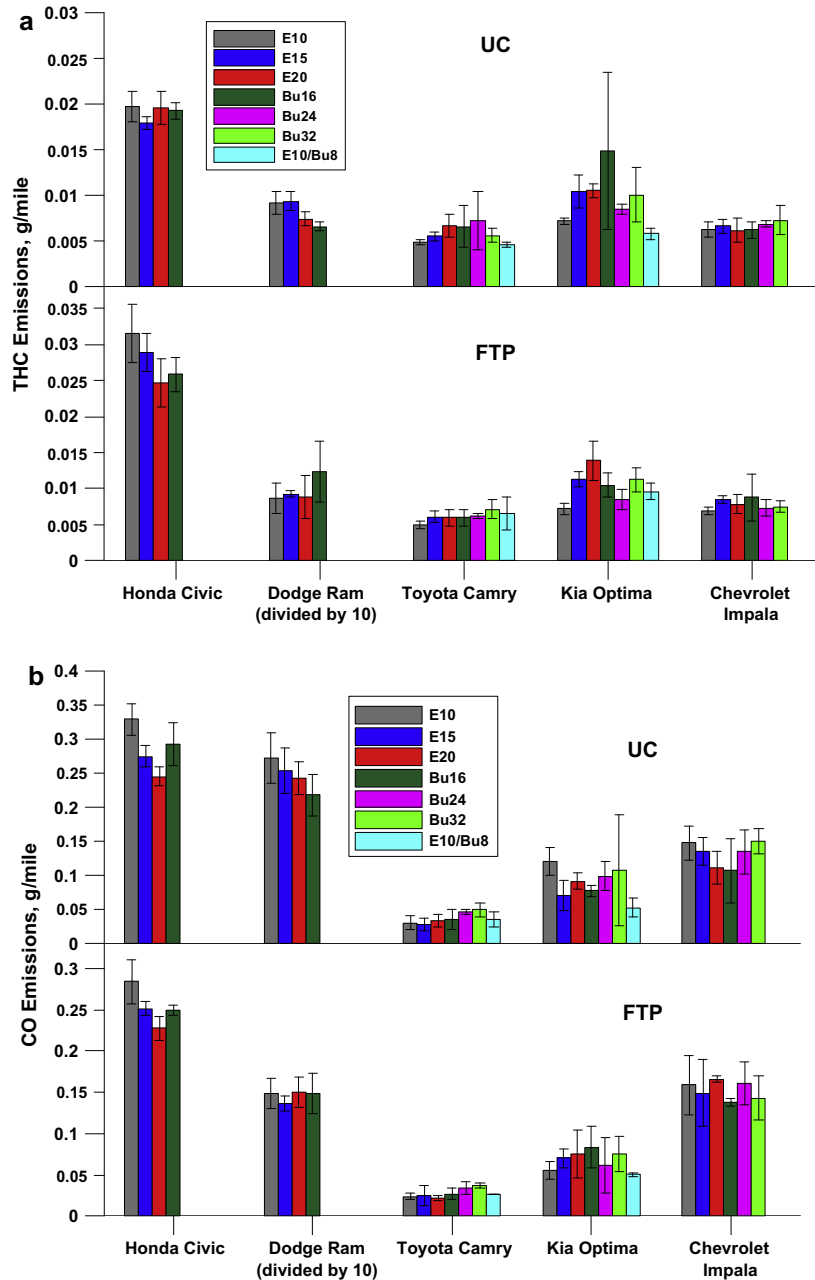 a
THC Emissions, g/mile
0.03
0.025
0.02
0.015
0.01
0.005
0
E10
E15
E20
Bu16
Bu24
Bu32
E10/Bu8
UC
0.035
0.03
0.025
0.02
0.015
0.01
0.005
0
FTP
Honda Civic
Dodge Ram
(divided by 10)
Toyota Camry
Kia Optima
Chevrolet
Impala
b
CO Emissions, g/mile
0.4
0.35
0.3
0.25
0.2
0.15
0.1
0.05
0
E10
E15
E20
Bu16
Bu24
Bu32
E10/Bu8
UC
0.3
0.25
0.2
0.15
0.1
0.05
0
FTP
Honda Civic
Dodge Ram
(divided by 10)
Toyota Camry
Kia Optima
Chevrolet
Impala